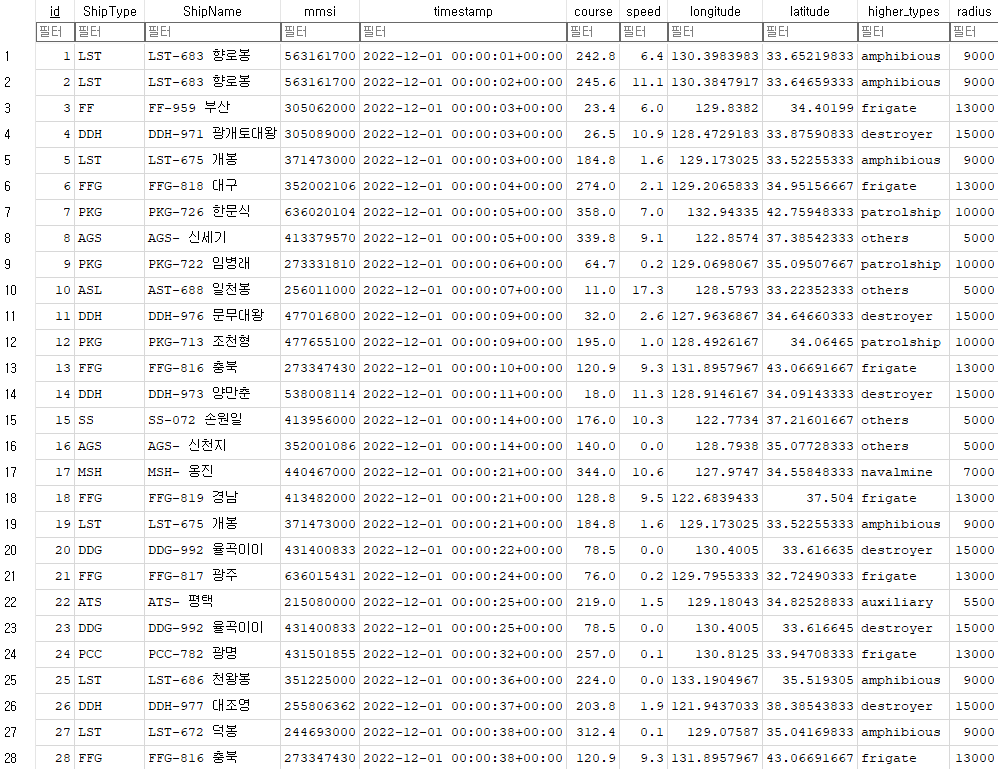 id ShipType ShipName mmsi timestamp course speed longitude latitude higher_types radius
필터 필터 필터 필터 필터 필터 필터 필터 필터 필터 필터
1 1 LST LST-683 향로봉 563161700 2022-12-01 00:00:01+00:00 242.8 6.4 130.3983983 33.65219833 amphibious 9000
2 2 LST LST-683 향로봉 563161700 2022-12-01 00:00:02+00:00 245.6 11.1 130.3847917 33.64659333 amphibious 9000
3 3 FF FF-959 부산 305062000 2022-12-01 00:00:03+00:00 23.4 6.0 129.8382 34.40199 frigate 13000
4 4 DDH DDH-971 광개토대왕 305089000 2022-12-01 00:00:03+00:00 26.5 10.9 128.4729183 33.87590833 destroyer 15000
5 5 LST LST-675 개봉 371473000 2022-12-01 00:00:03+00:00 184.8 1.6 129.173025 33.52255333 amphibious 9000
6 6 FFG FFG-818 대구 352002106 2022-12-01 00:00:04+00:00 274.0 2.1 129.2065833 34.95156667 frigate 13000
7 7 PKG PKG-726 한문식 636020104 2022-12-01 00:00:05+00:00 358.0 7.0 132.94335 42.75948333 patrolship 10000
8 8 AGS AGS- 신세기 413379570 2022-12-01 00:00:05+00:00 339.8 9.1 122.8574 37.38542333 others 5000
9 9 PKG PKG-722 임병래 273331810 2022-12-01 00:00:06+00:00 64.7 0.2 129.0698067 35.09507667 patrolship 10000
10 10 ASL AST-688 일천봉 256011000 2022-12-01 00:00:07+00:00 11.0 17.3 128.5793 33.22352333 others 5000
11 11 DDH DDH-976 문무대왕 477016800 2022-12-01 00:00:09+00:00 32.0 2.6 127.9636867 34.64660333 destroyer 15000
12 12 PKG PKG-713 조천형 477655100 2022-12-01 00:00:09+00:00 195.0 1.0 128.4926167 34.06465 patrolship 10000
13 13 FFG FFG-816 충북 273347430 2022-12-01 00:00:10+00:00 120.9 9.3 131.8957967 43.06691667 frigate 13000
14 14 DDH DDH-973 양만춘 538008114 2022-12-01 00:00:11+00:00 18.0 11.3 128.9146167 34.09143333 destroyer 15000
15 15 SS SS-072 손원일 413956000 2022-12-01 00:00:14+00:00 176.0 10.3 122.7734 37.21601667 others 5000
16 16 AGS AGS- 신천지 352001086 2022-12-01 00:00:14+00:00 140.0 0.0 128.7938 35.07728333 others 5000
17 17 MSH MSH- 옹진 440467000 2022-12-01 00:00:21+00:00 344.0 10.6 127.9747 34.55848333 navalmine 7000
18 18 FFG FFG-819 경남 413482000 2022-12-01 00:00:21+00:00 128.8 9.5 122.6839433 37.504 frigate 13000
19 19 LST LST-675 개봉 371473000 2022-12-01 00:00:21+00:00 184.8 1.6 129.173025 33.52255333 amphibious 9000
20 20 DDG DDG-992 율곡이이 431400833 2022-12-01 00:00:22+00:00 78.5 0.0 130.4005 33.616635 destroyer 15000
21 21 FFG FFG-817 광주 636015431 2022-12-01 00:00:24+00:00 76.0 0.2 129.7955333 32.72490333 frigate 13000
22 22 ATS ATS- 평택 215080000 2022-12-01 00:00:25+00:00 219.0 1.5 129.18043 34.82528833 auxiliary 5500
23 23 DDG DDG-992 율곡이이 431400833 2022-12-01 00:00:25+00:00 78.5 0.0 130.4005 33.616645 destroyer 15000
24 24 PCC PCC-782 광명 431501855 2022-12-01 00:00:32+00:00 257.0 0.1 130.8125 33.94708333 frigate 13000
25 25 LST LST-686 천왕봉 351225000 2022-12-01 00:00:36+00:00 224.0 0.0 133.1904967 35.519305 amphibious 9000
26 26 DDH DDH-977 대조영 255806362 2022-12-01 00:00:37+00:00 203.8 1.9 121.9437033 38.38543833 destroyer 15000
27 27 LST LST-672 덕봉 244693000 2022-12-01 00:00:38+00:00 312.4 0.1 129.07587 35.04169833 amphibious 9000
28 28 FFG FFG-816 충북 273347430 2022-12-01 00:00:38+00:00 120.9 9.3 131.8957967 43.06691667 frigate 13000